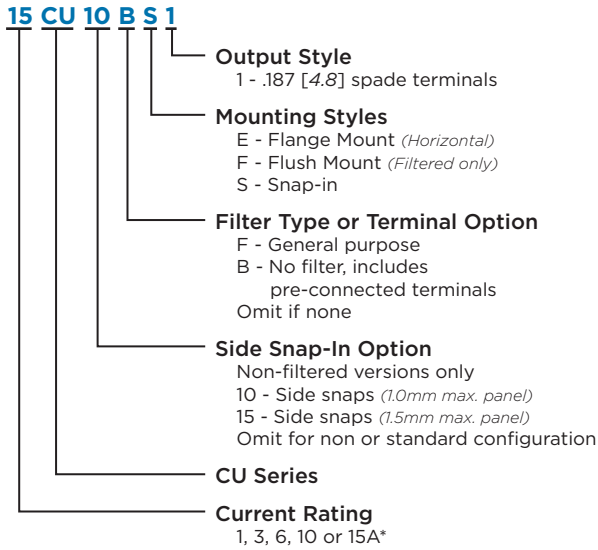 15 CU 10 B S 1
Output Style
1 - .187 [4.8] spade terminals
Mounting Styles
E - Flange Mount (Horizontal)
F - Flush Mount (Filtered only)
S - Snap-in
Filter Type or Terminal Option
F - General purpose
B - No filter, includes
pre-connected terminals
Omit if none
Side Snap-In Option
Non-filtered versions only
10 - Side snaps (1.0mm max. panel)
15 - Side snaps (1.5mm max. panel)
Omit for non or standard configuration
CU Series
Current Rating
1, 3, 6, 10 or 15A*